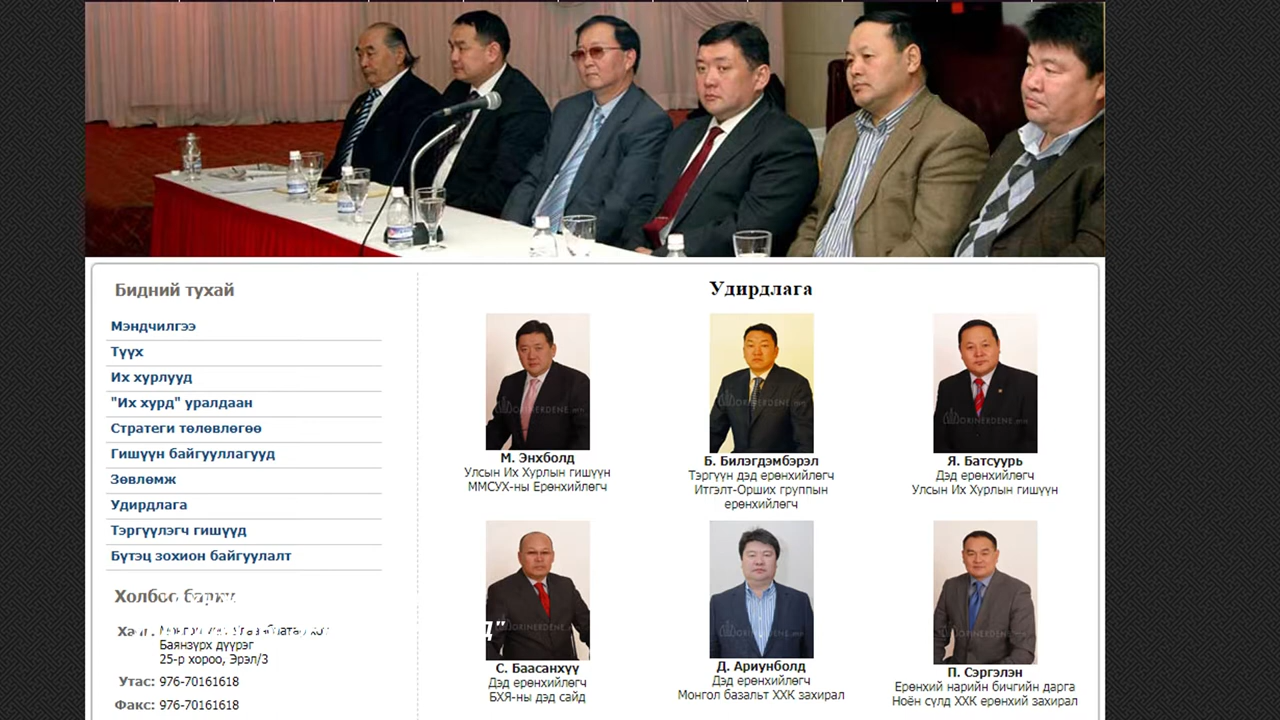 Бидний тухай
Мэндчилгээ
Түүх
Их хурлууд
"Их хурд" уралдаан
Стратеги төлөвлөгөө
Гишүүн байгууллагууд
Зөвлөмж
Удирдлага
Тэргүүлэгч гишүүд
Бүтэц зохион байгуулалт
Баянзүрх дүүрэг
25-р хороо, Эрэл/3
Утас: 976-70161618
Факс: 976-70161618
Удирдлага
М. Энхболд
Улсын Их Хурлын гишүүн
ММСУХ-ны Ерөнхийлөгч
Б. Билэгдэмбэрэл
Тэргүүн дэд ерөнхийлөгч
Итгэлт-Орших группын
ерөнхийлөгч
Я. Батсуурь
Дэд ерөнхийлөгч
Улсын Их Хурлын гишүүн
С. Баасанхүү
Дэд ерөнхийлөгч
БХЯ-ны дэд сайд
Д. Ариунболд
Дэд ерөнхийлөгч
Монгол базальт ХХК захирал
П. Сэргэлэн
Ерөнхий нарийн бичгийн дарга
Ноён сүлд ХХК ерөнхий захирал